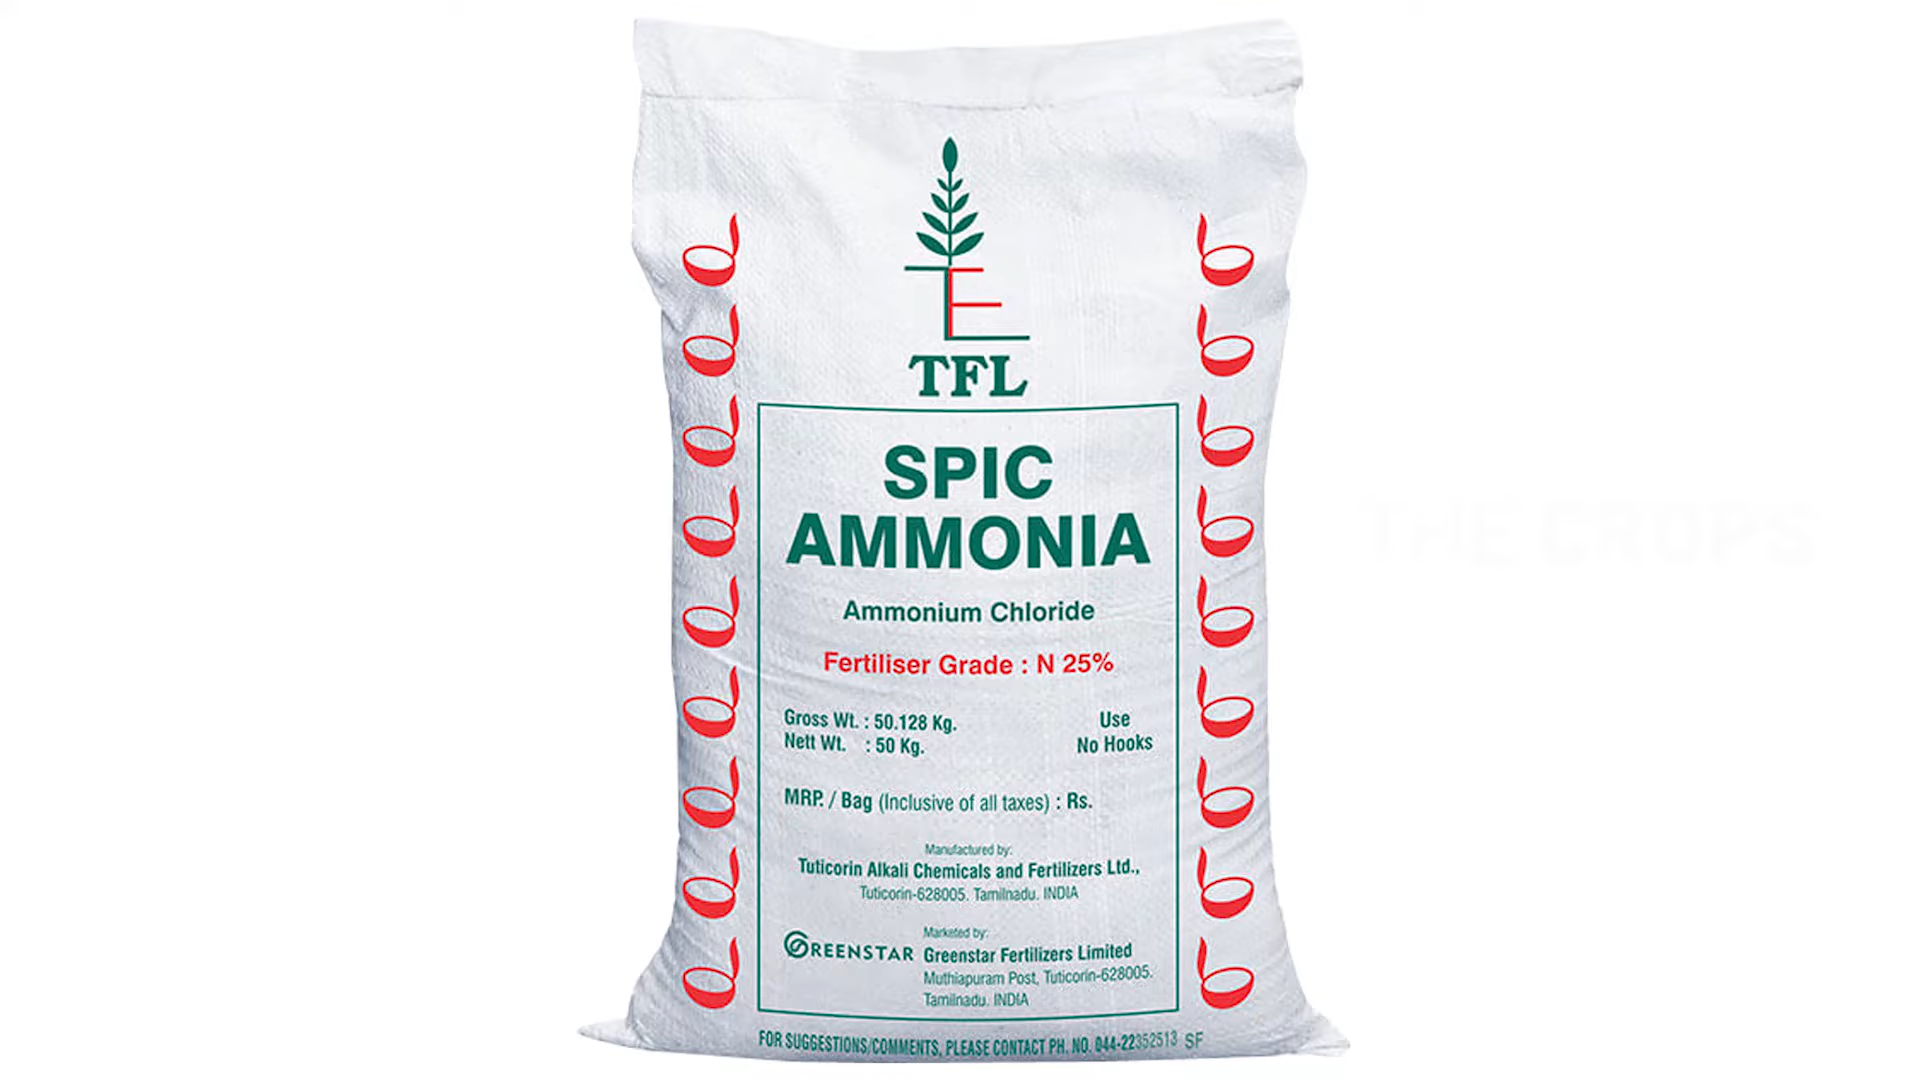 TFL
SPIC
AMMONIA
Ammonium Chloride
Fertiliser Grade : N 25%
Gross Wt. : 50.128 Kg.
Nett Wt. : 50 Kg.
Use
No Hooks
MRP. / Bag (Inclusive of all taxes) : Rs.
Manufactured by:
Tuticorin Alkali Chemicals and Fertilizers Ltd.,
Tuticorin-628005. Tamilnadu. INDIA
GREENSTAR
Marketed by:
Greenstar Fertilizers Limited
Muthiapuram Post, Tuticorin-628005.
Tamilnadu. INDIA
FOR SUGGESTIONS/COMMENTS, PLEASE CONTACT PH. NO. 044-22352513 SF
THE CROPS